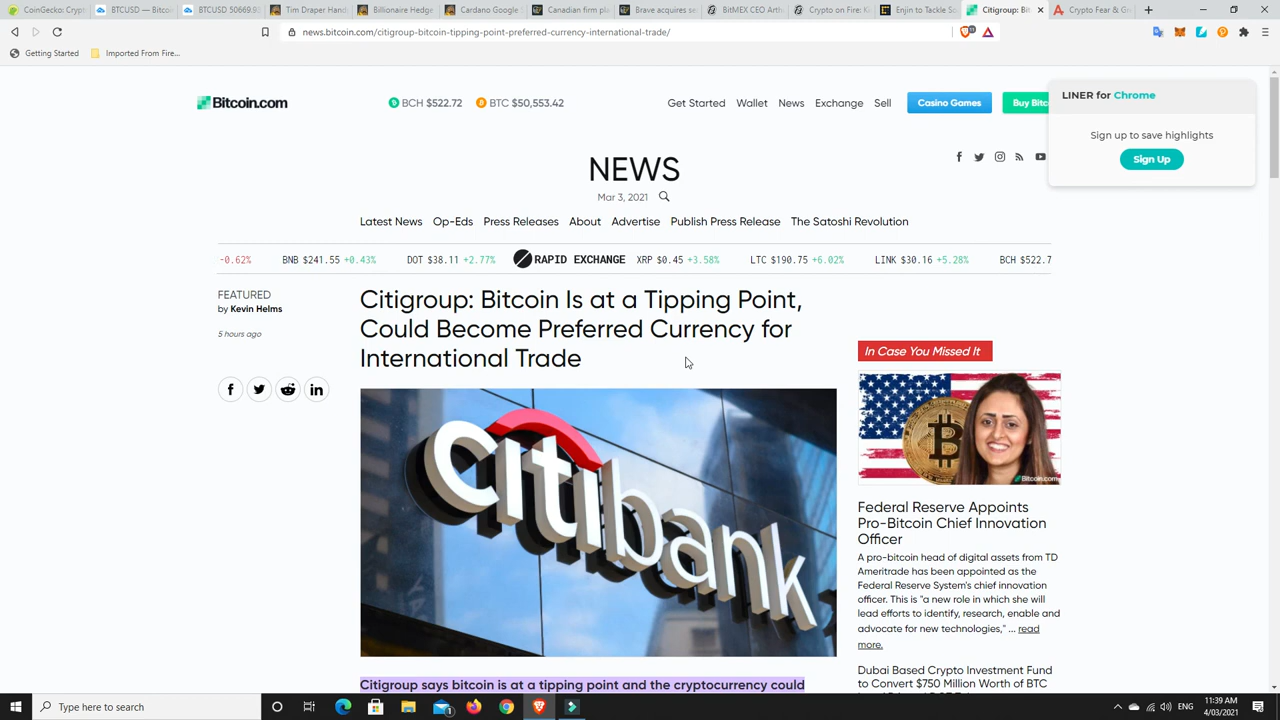 CoinGecko: Cryp
BTCUSD — Bitcoi
BTCUSD 50669.9
Tim Draper Hand
Billionaire Hedge
Cardano Google
Canadian firm pl
Brave acquires se
BitMEX CEO Arth
Crypto on Fire: K
Enjin to Tackle Sc
Citigroup: Bit
Crypto Fear & Gr
news.bitcoin.com/citigroup-bitcoin-tipping-point-preferred-currency-international-trade/
Getting Started
Imported From Fire...
Bitcoin.com
BCH $522.72
BTC $50,553.42
Get Started
Wallet
News
Exchange
Sell
Casino Games
Buy Bitc
LINER for Chrome
Sign up to save highlights
Sign Up
NEWS
Mar 3, 2021
Latest News
Op-Eds
Press Releases
About
Advertise
Publish Press Release
The Satoshi Revolution
-0.62%
BNB $241.55 +0.43%
DOT $38.11 +2.77%
RAPID EXCHANGE
XRP $0.45 +3.58%
LTC $190.75 +6.02%
LINK $30.16 +5.28%
BCH $522.7
FEATURED
by Kevin Helms
5 hours ago
Citigroup: Bitcoin Is at a Tipping Point,
Could Become Preferred Currency for
International Trade
citibank
Citigroup says bitcoin is at a tipping point and the cryptocurrency could
In Case You Missed It
Bitcoin.com
Federal Reserve Appoints
Pro-Bitcoin Chief Innovation
Officer
A pro-bitcoin head of digital assets from TD
Ameritrade has been appointed as the
Federal Reserve System's chief innovation
officer. This is "a new role in which she will
lead efforts to identify, research, enable and
advocate for new technologies," ... read
more.
Dubai Based Crypto Investment Fund
to Convert $750 Million Worth of BTC
Type here to search
ENG
11:39 AM
4/03/2021